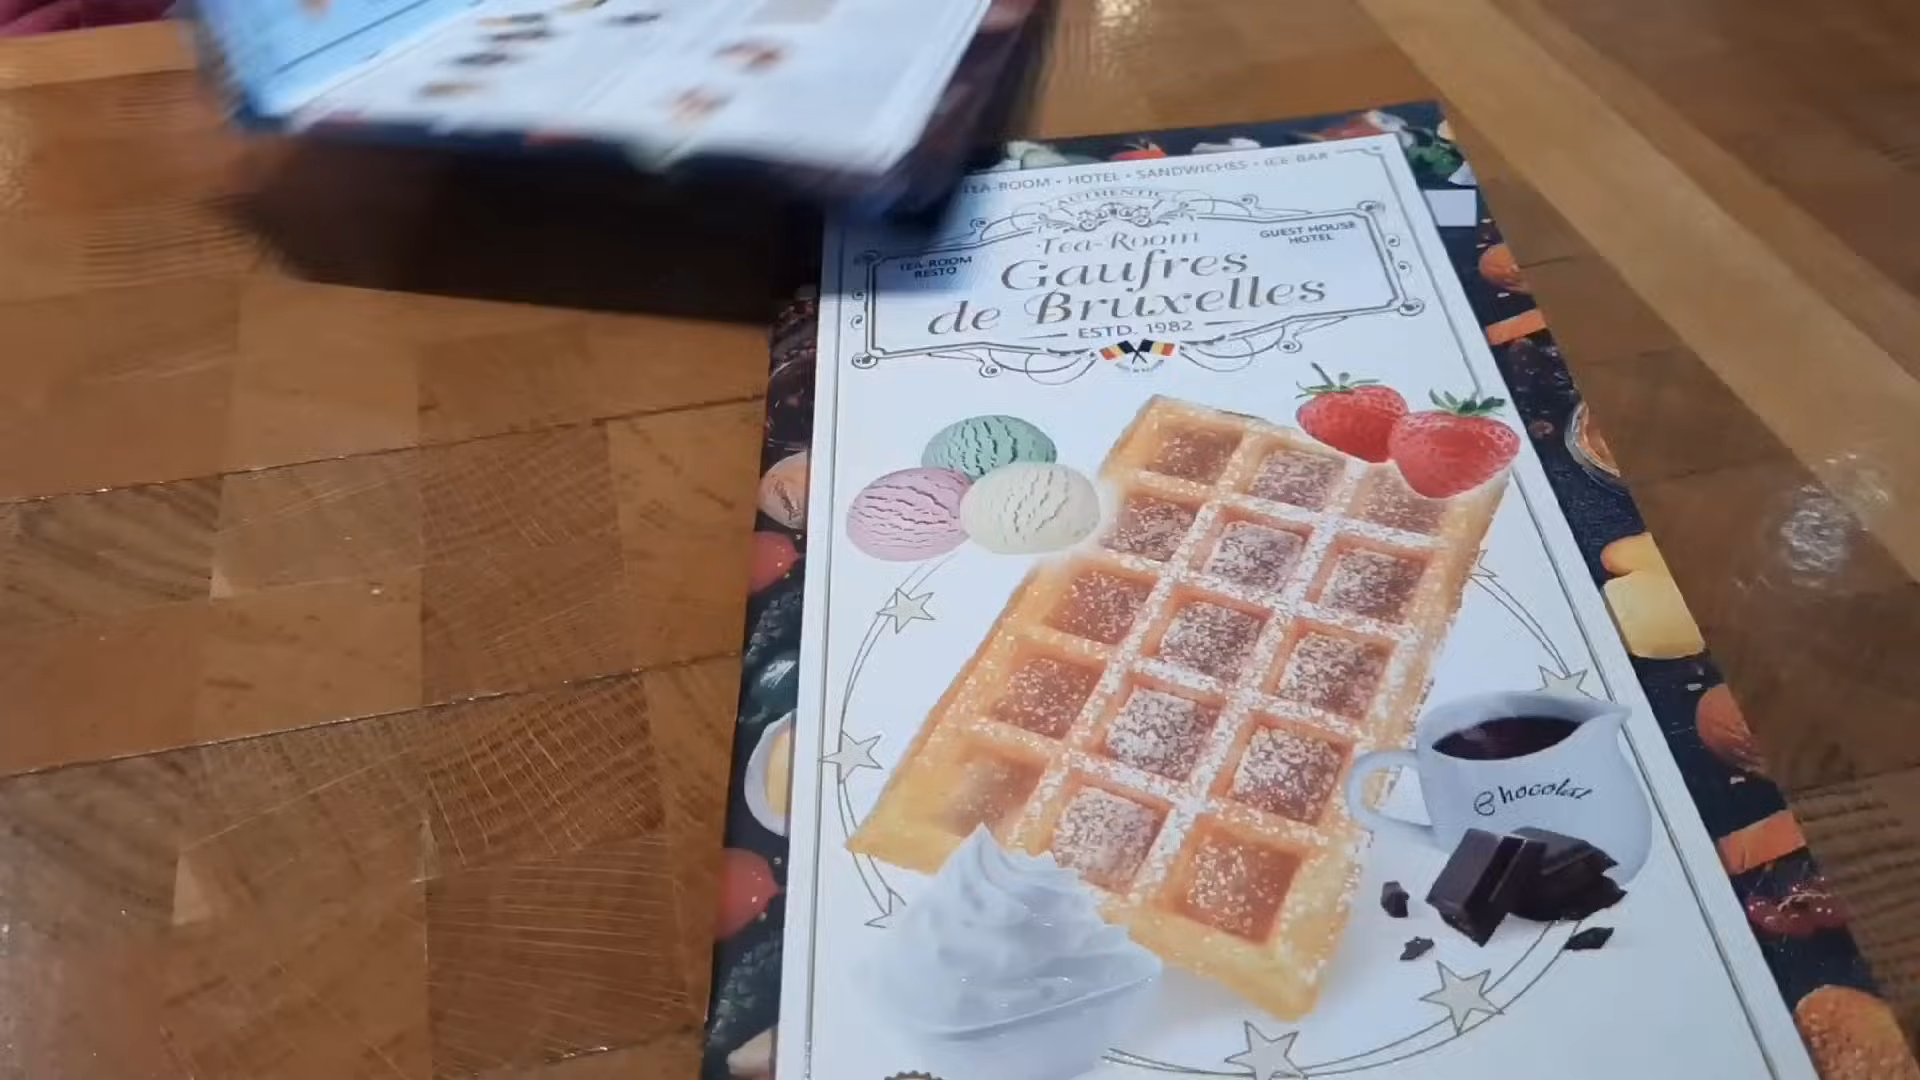 TEA-ROOM • HOTEL • SANDWICHES • ICE BAR
AUTHENTIC
Tea-Room
TEA-ROOM
RESTO
GUEST HOUSE
HOTEL
Gaufres
de Bruxelles
ESTD. 1982
Chocolat